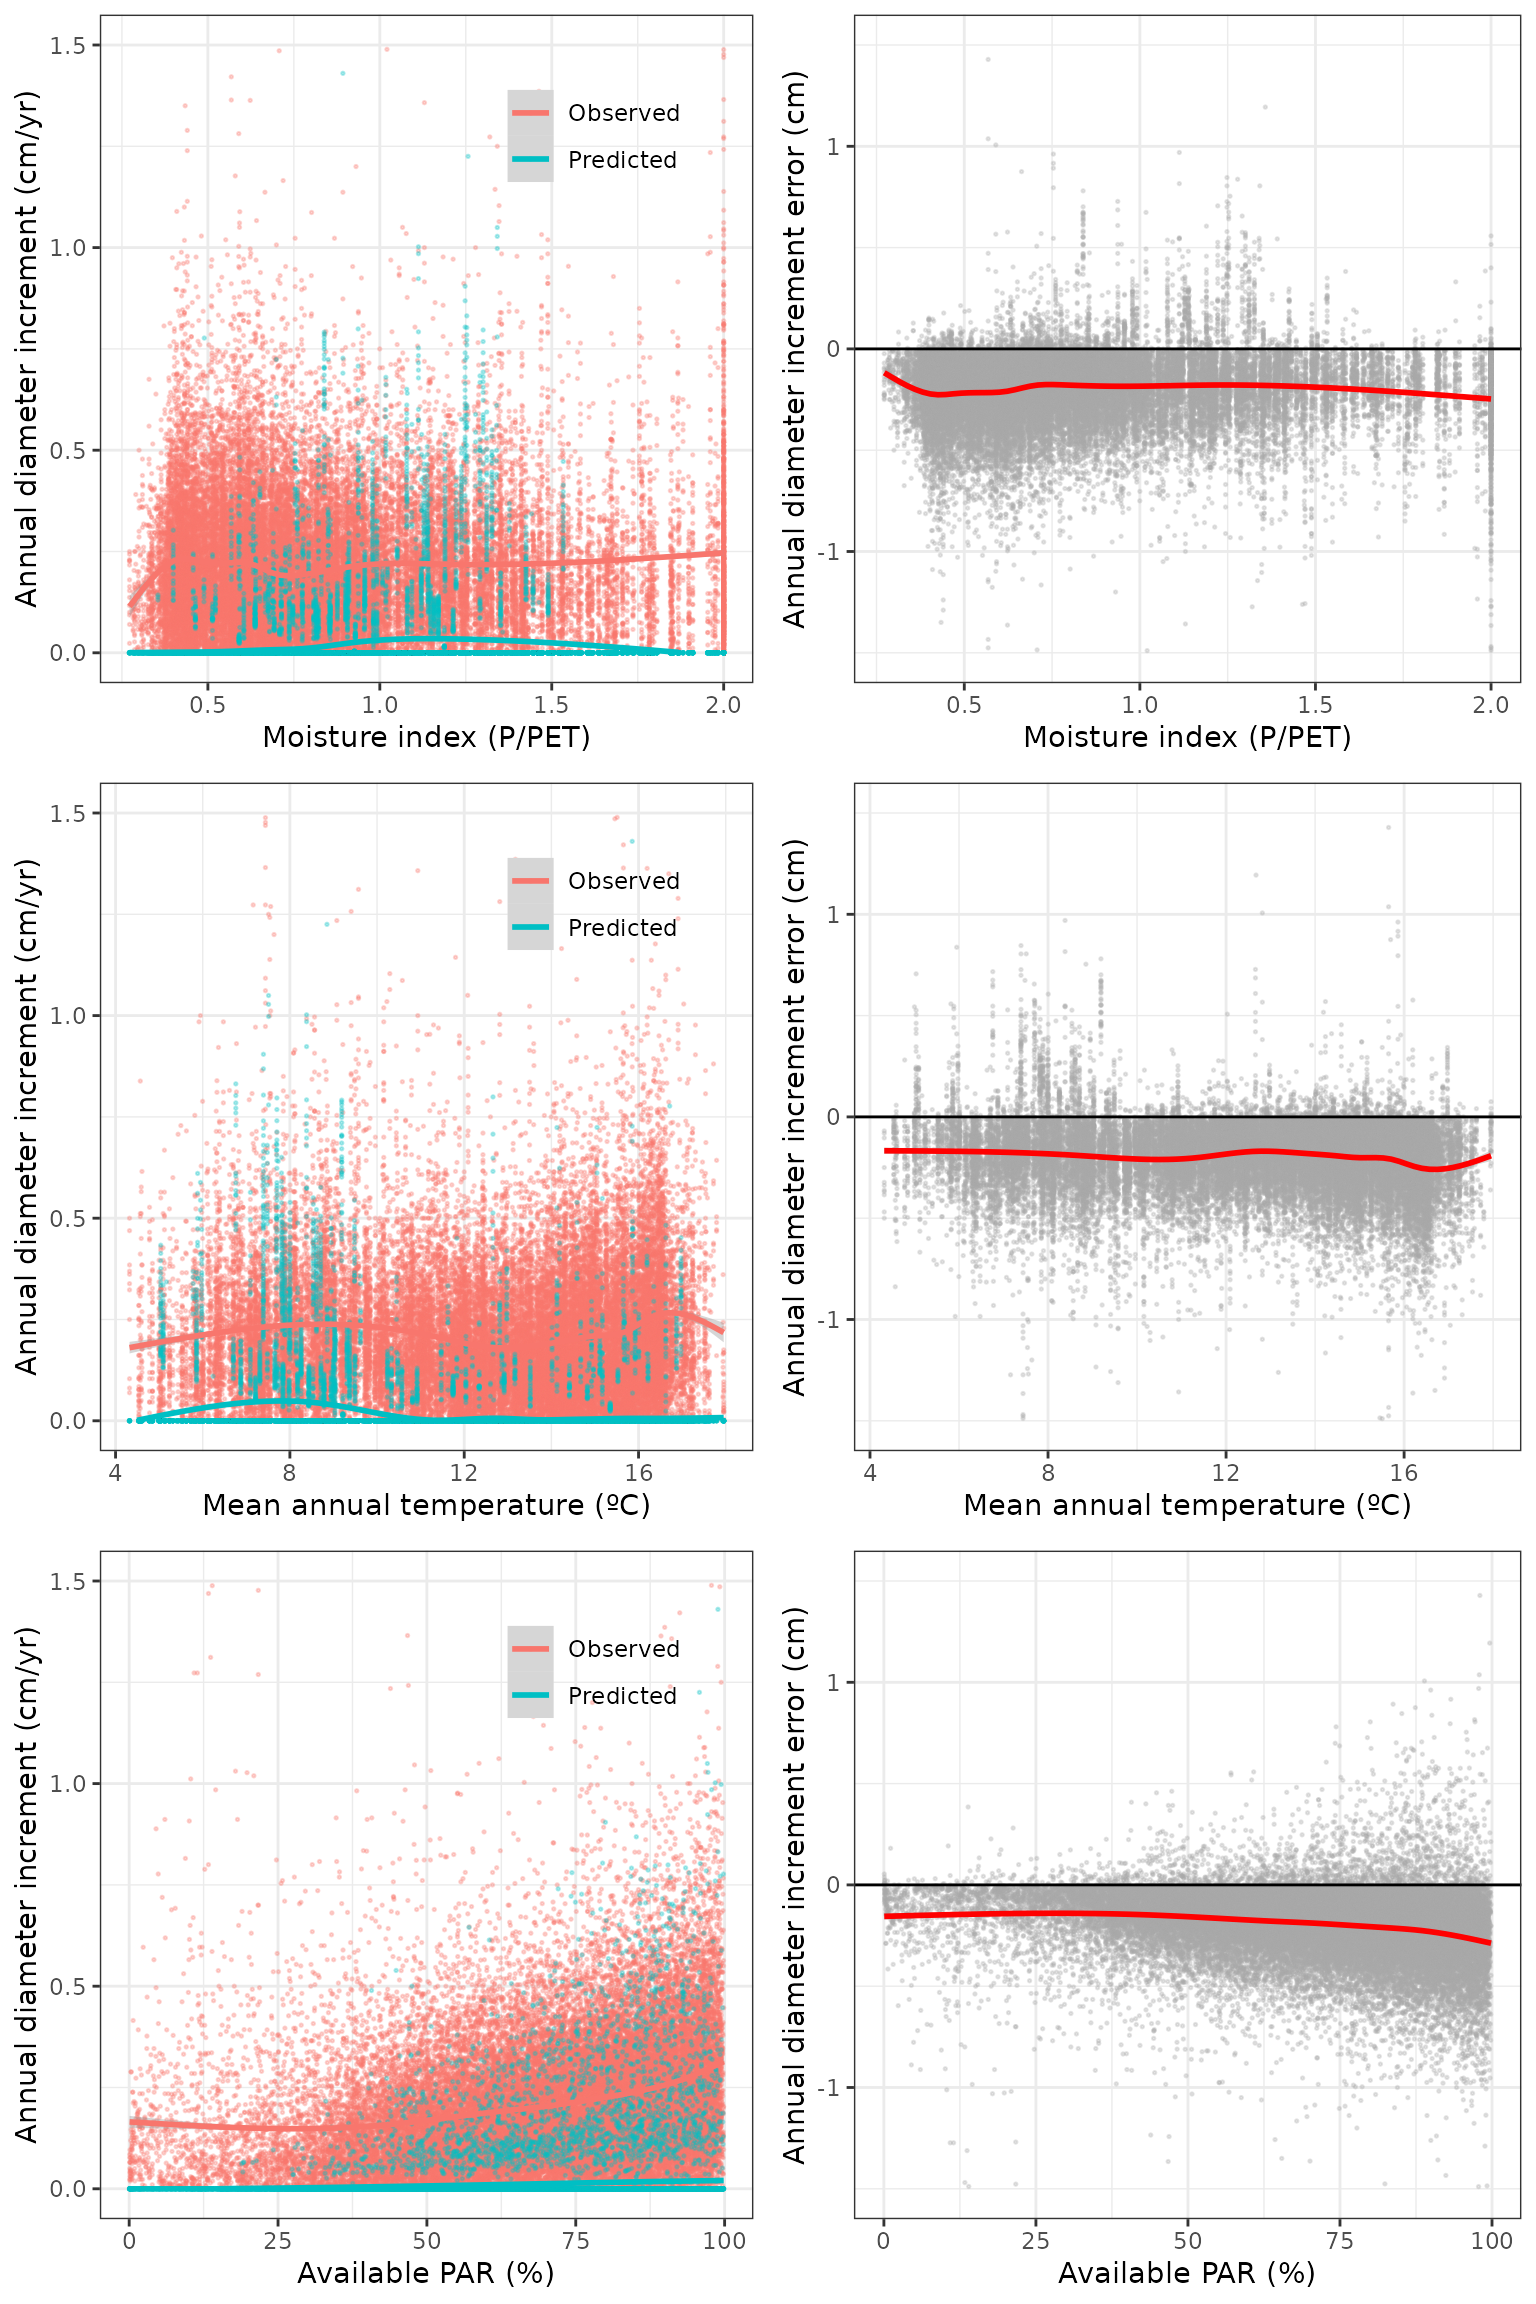 Annual diameter increment (cm/yr)
1.5
1.0
0.5
0.0
Observed
Predicted
0.5 1.0 1.5 2.0
Moisture index (P/PET)
Annual diameter increment error (cm)
1
0
-1
0.5 1.0 1.5 2.0
Moisture index (P/PET)
Annual diameter increment (cm/yr)
1.5
1.0
0.5
0.0
Observed
Predicted
4 8 12 16
Mean annual temperature (ºC)
Annual diameter increment error (cm)
1
0
-1
4 8 12 16
Mean annual temperature (ºC)
Annual diameter increment (cm/yr)
1.5
1.0
0.5
0.0
Observed
Predicted
0 25 50 75 100
Available PAR (%)
Annual diameter increment error (cm)
1
0
-1
0 25 50 75 100
Available PAR (%)